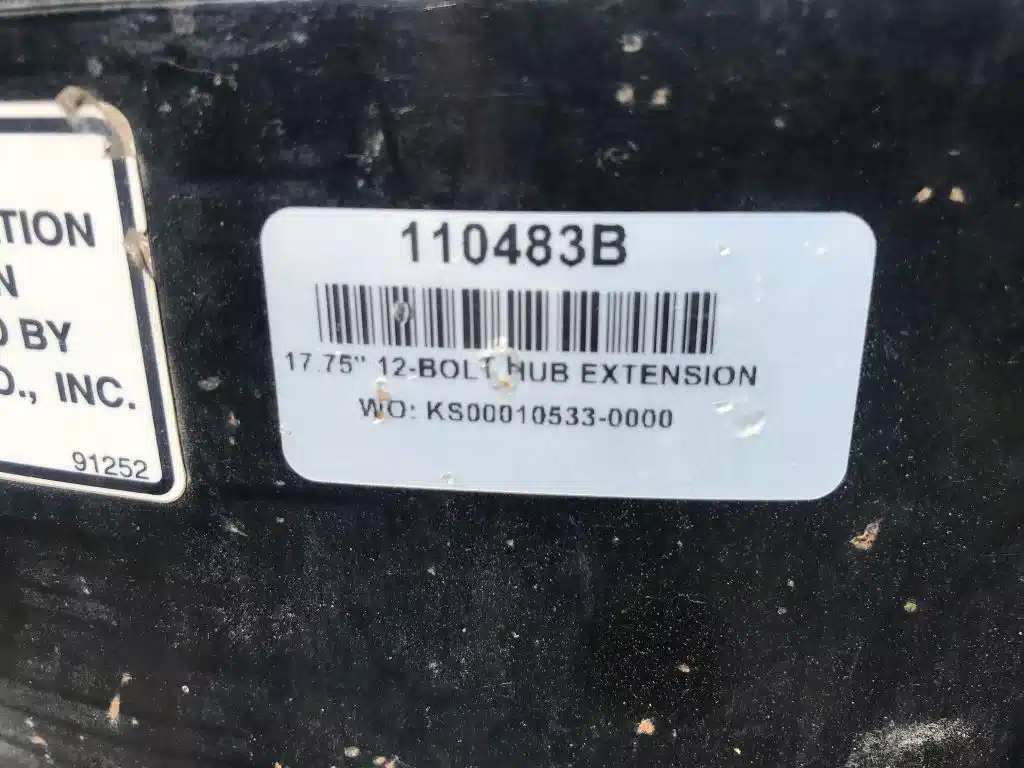 TION
N
BY
O., INC.
91252
110483B
17.75" 12-BOLT HUB EXTENSION
WO: KS00010533-0000